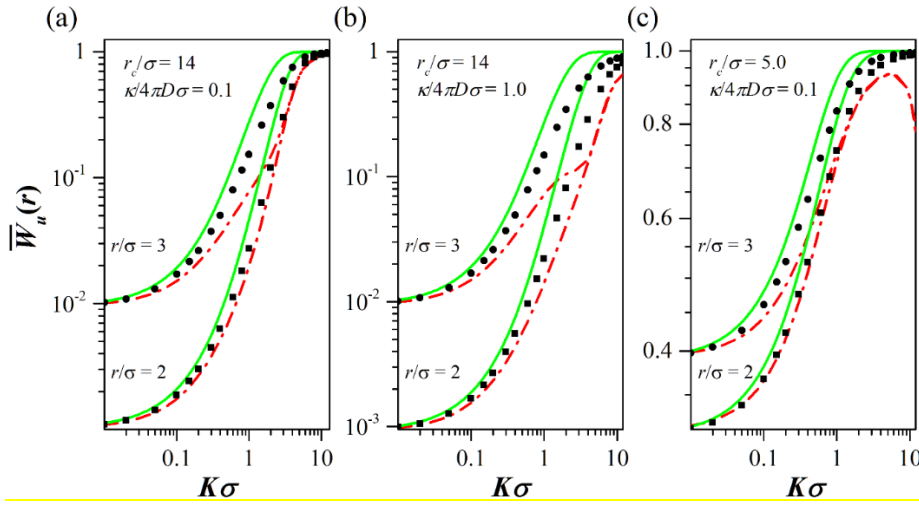 (a)
(b)
(c)
r_c/σ = 14
κ/4πDσ = 0.1
r_c/σ = 14
κ/4πDσ = 1.0
r_c/σ = 5.0
κ/4πDσ = 0.1
W̿_u(r)
1
10⁻¹
10⁻²
1
10⁻¹
10⁻²
10⁻³
1.0
0.8
0.6
0.4
r/σ = 3
r/σ = 2
r/σ = 3
r/σ = 2
r/σ = 3
r/σ = 2
0.1 1 10
0.1 1 10
0.1 1 10
Kσ
Kσ
Kσ